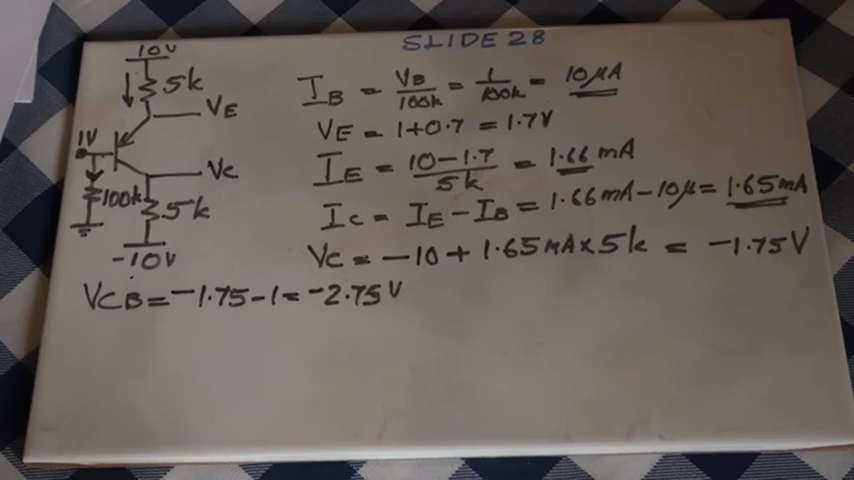 SLIDE 28
10V
5k
VE
1V
VC
100k
5k
-10V
IB = VB/100k = 1/100k = 10μA
VE = 1+0.7 = 1.7V
IE = 10-1.7/5k = 1.66 mA
IC = IE - IB = 1.66mA - 10μ = 1.65mA
VC = -10 + 1.65mA×5k = -1.75V
VCB = -1.75-1 = -2.75V